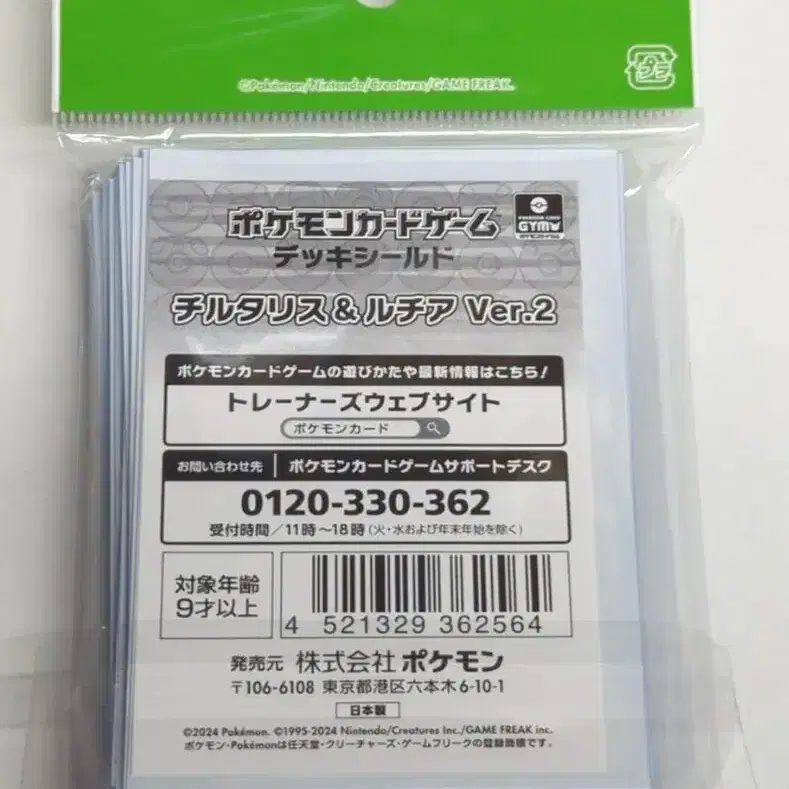 ©Pokémon/Nintendo/Creatures/GAME FREAK.
プラ
ポケモンカードゲーム
デッキシールド
POKÉMON CARD
GYM
チルタリス & ルチア Ver.2
ポケモンカードゲームの遊びかたや最新情報はこちら!
トレーナーズウェブサイト
ポケモンカード
お問い合わせ先 ポケモンカードゲームサポートデスク
0120-330-362
受付時間/11時~18時(火・水および年末年始を除く)
対象年齢
9才以上
4 521329 362564
発売元 株式会社 ポケモン
〒106-6108 東京都港区六本木6-10-1
日本製
©2024 Pokémon. ©1995-2024 Nintendo/Creatures Inc./GAME FREAK inc.
ポケモン・Pokémonは任天堂・クリーチャーズ・ゲームフリークの登録商標です。